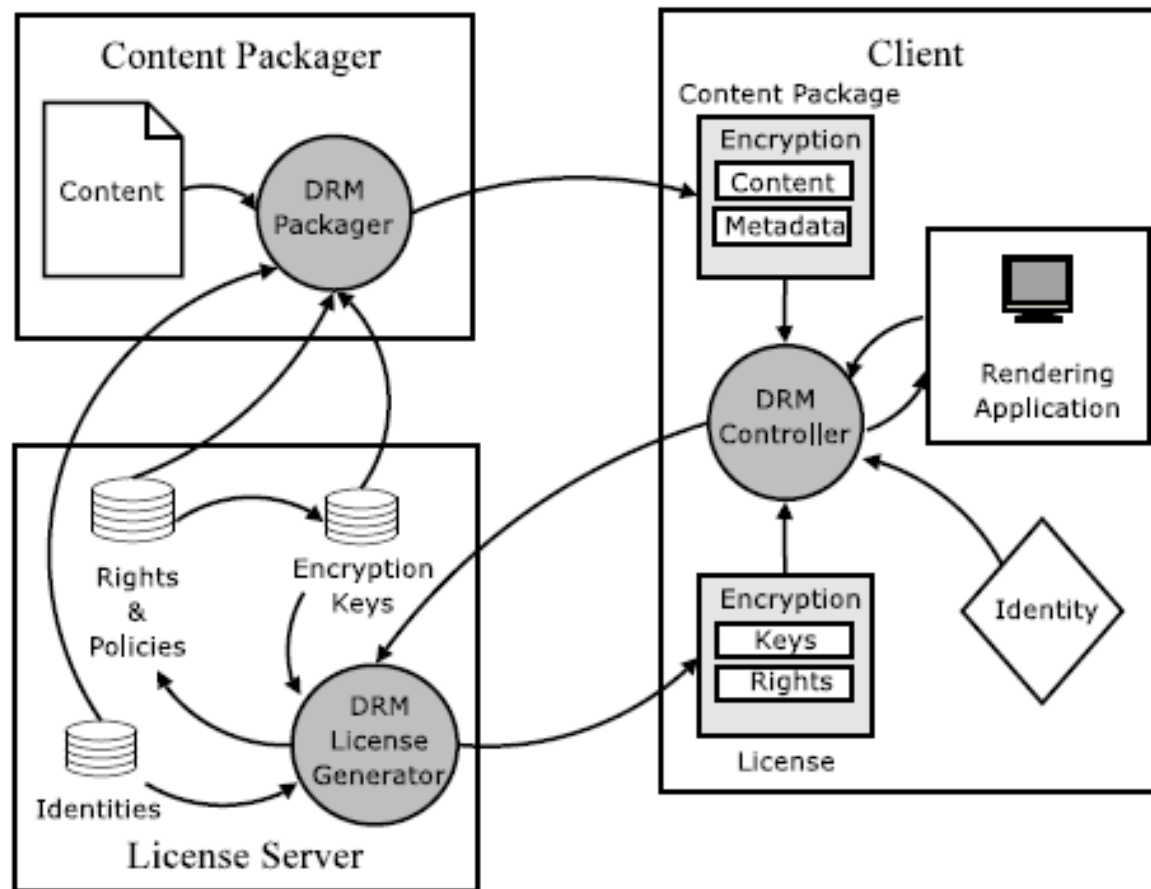 Content Packager
Content
DRM
Packager
Client
Content Package
Encryption
Content
Metadata
Rendering
Application
DRM
Controller
Identity
Encryption
Keys
Rights
License
Rights
&
Policies
Encryption
Keys
Identities
DRM
License
Generator
License Server